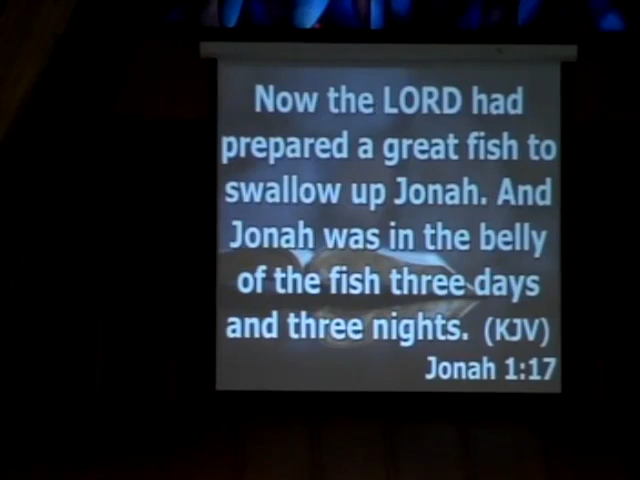 Now the LORD had
prepared a great fish to
swallow up Jonah. And
Jonah was in the belly
of the fish three days
and three nights. (KJV)
Jonah 1:17